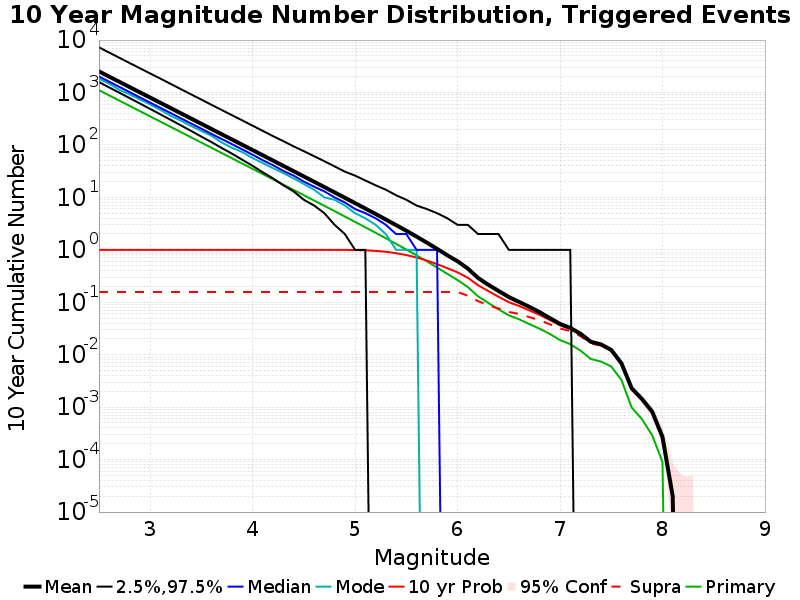 10 Year Magnitude Number Distribution, Triggered Events
10 Year Cumulative Number
10^4
10^3
10^2
10^1
10^0
10^-1
10^-2
10^-3
10^-4
10^-5
3 4 5 6 7 8 9
Magnitude
Mean 2.5%,97.5% Median Mode 10 yr Prob 95% Conf Supra Primary